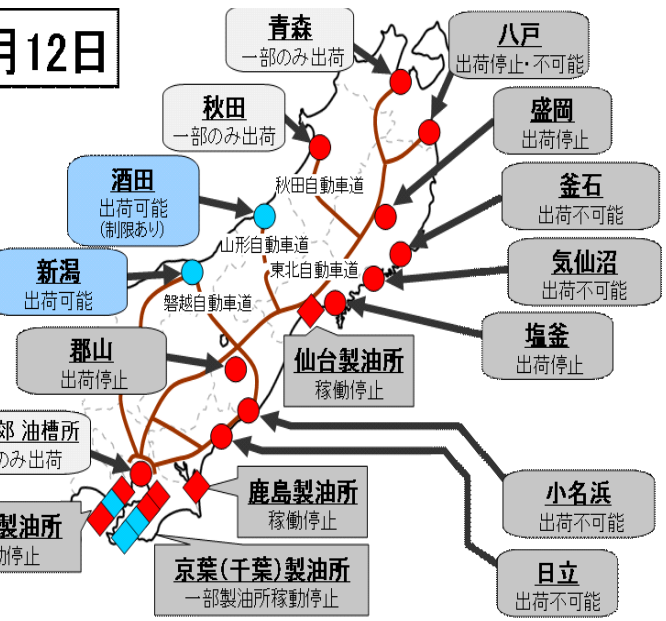 月12日
青森
一部のみ出荷
八戸
出荷停止・不可能
秋田
一部のみ出荷
盛岡
出荷停止
酒田
出荷可能
(制限あり)
秋田自動車道
釜石
出荷不可能
山形自動車道
東北自動車道
新潟
出荷可能
磐越自動車道
気仙沼
出荷不可能
郡山
出荷停止
仙台製油所
稼働停止
塩釜
出荷停止
郊 油槽所
のみ出荷
鹿島製油所
稼働停止
小名浜
出荷不可能
製油所
動停止
京葉(千葉)製油所
一部製油所稼動停止
日立
出荷不可能